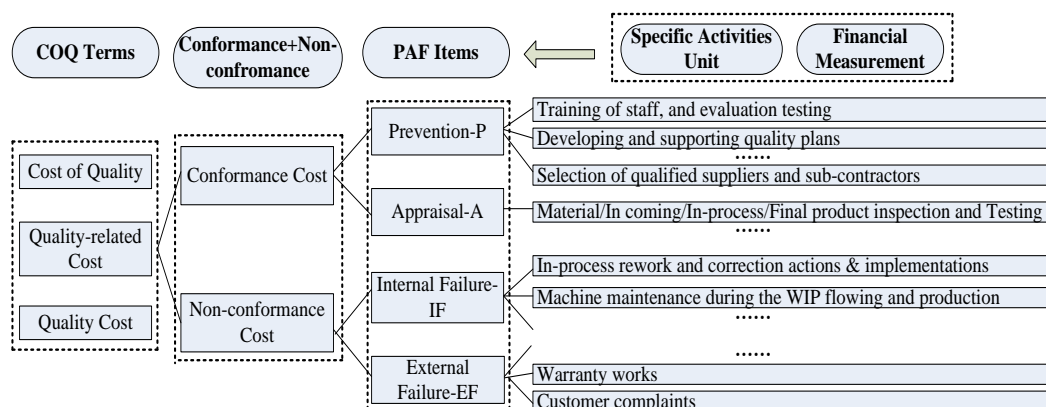 COQ Terms
Conformance+Non-
confromance
PAF Items
Specific Activities
Unit
Financial
Measurement
Cost of Quality
Quality-related
Cost
Quality Cost
Conformance Cost
Non-conformance
Cost
Prevention-P
Appraisal-A
Internal Failure-
IF
External
Failure-EF
Training of staff, and evaluation testing
Developing and supporting quality plans
......
Selection of qualified suppliers and sub-contractors
Material/In coming/In-process/Final product inspection and Testing
......
In-process rework and correction actions & implementations
Machine maintenance during the WIP flowing and production
......
......
Warranty works
Customer complaints